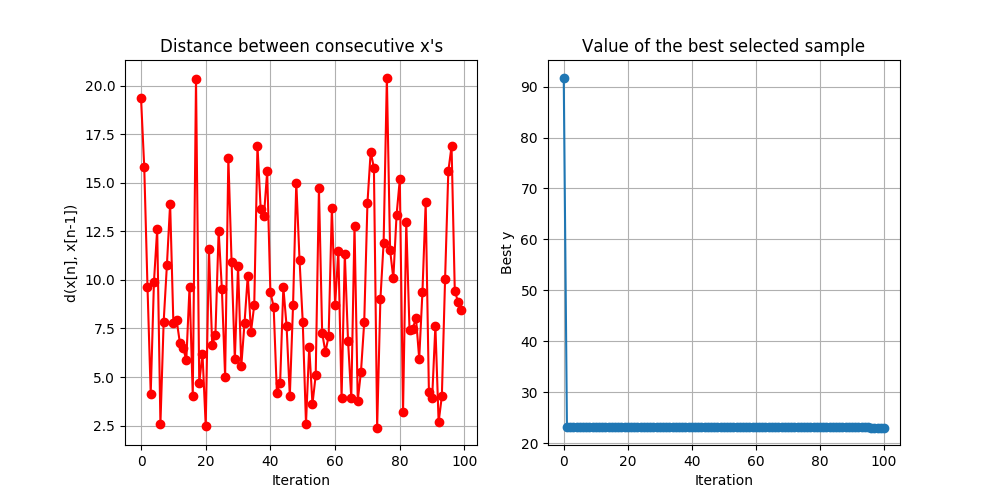 Distance between consecutive x's
d(x[n], x[n-1])
20.0
17.5
15.0
12.5
10.0
7.5
5.0
2.5
0 20 40 60 80 100
Iteration
Value of the best selected sample
Best y
90
80
70
60
50
40
30
20
0 20 40 60 80 100
Iteration